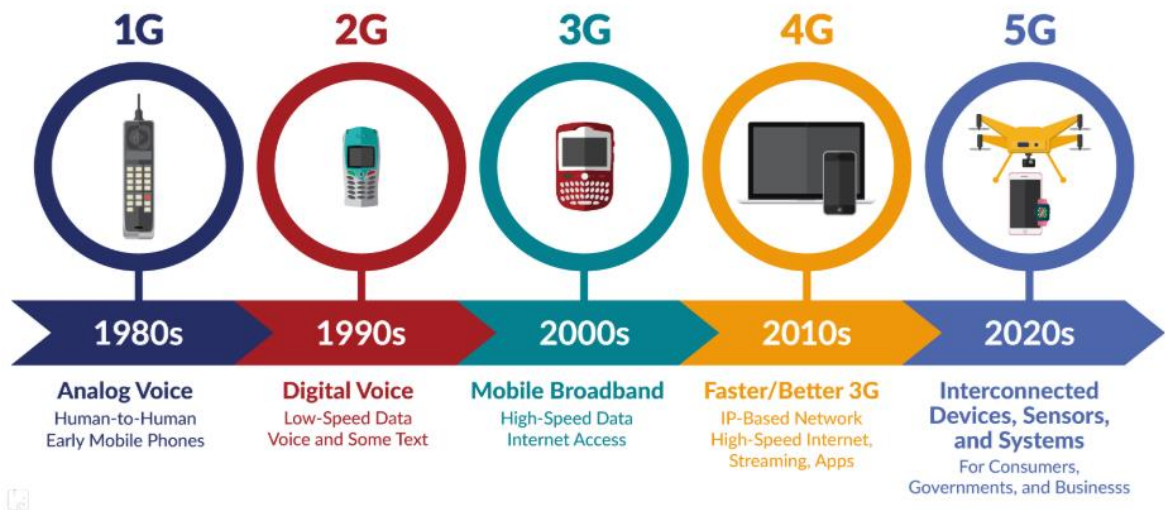 1G
2G
3G
4G
5G
1980s
1990s
2000s
2010s
2020s
Analog Voice
Human-to-Human
Early Mobile Phones
Digital Voice
Low-Speed Data
Voice and Some Text
Mobile Broadband
High-Speed Data
Internet Access
Faster/Better 3G
IP-Based Network
High-Speed Internet,
Streaming, Apps
Interconnected
Devices, Sensors,
and Systems
For Consumers,
Governments, and Businesss